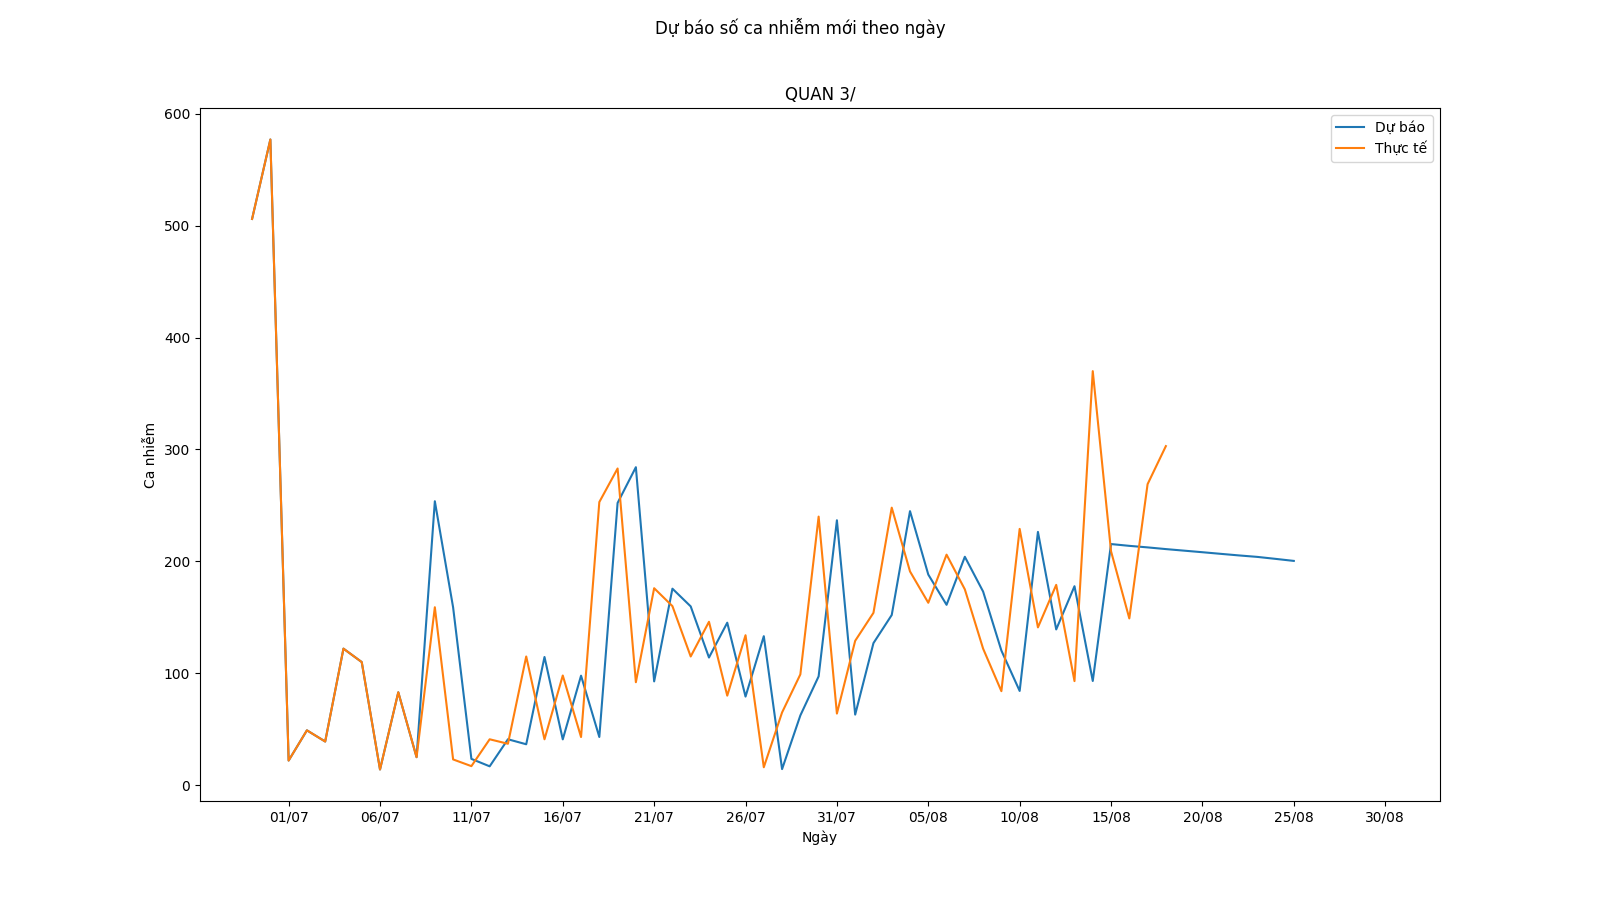 Dự báo số ca nhiễm mới theo ngày
QUAN 3/
Dự báo
Thực tế
600
500
400
300
200
100
0
Ca nhiễm
01/07 06/07 11/07 16/07 21/07 26/07 31/07 05/08 10/08 15/08 20/08 25/08 30/08
Ngày